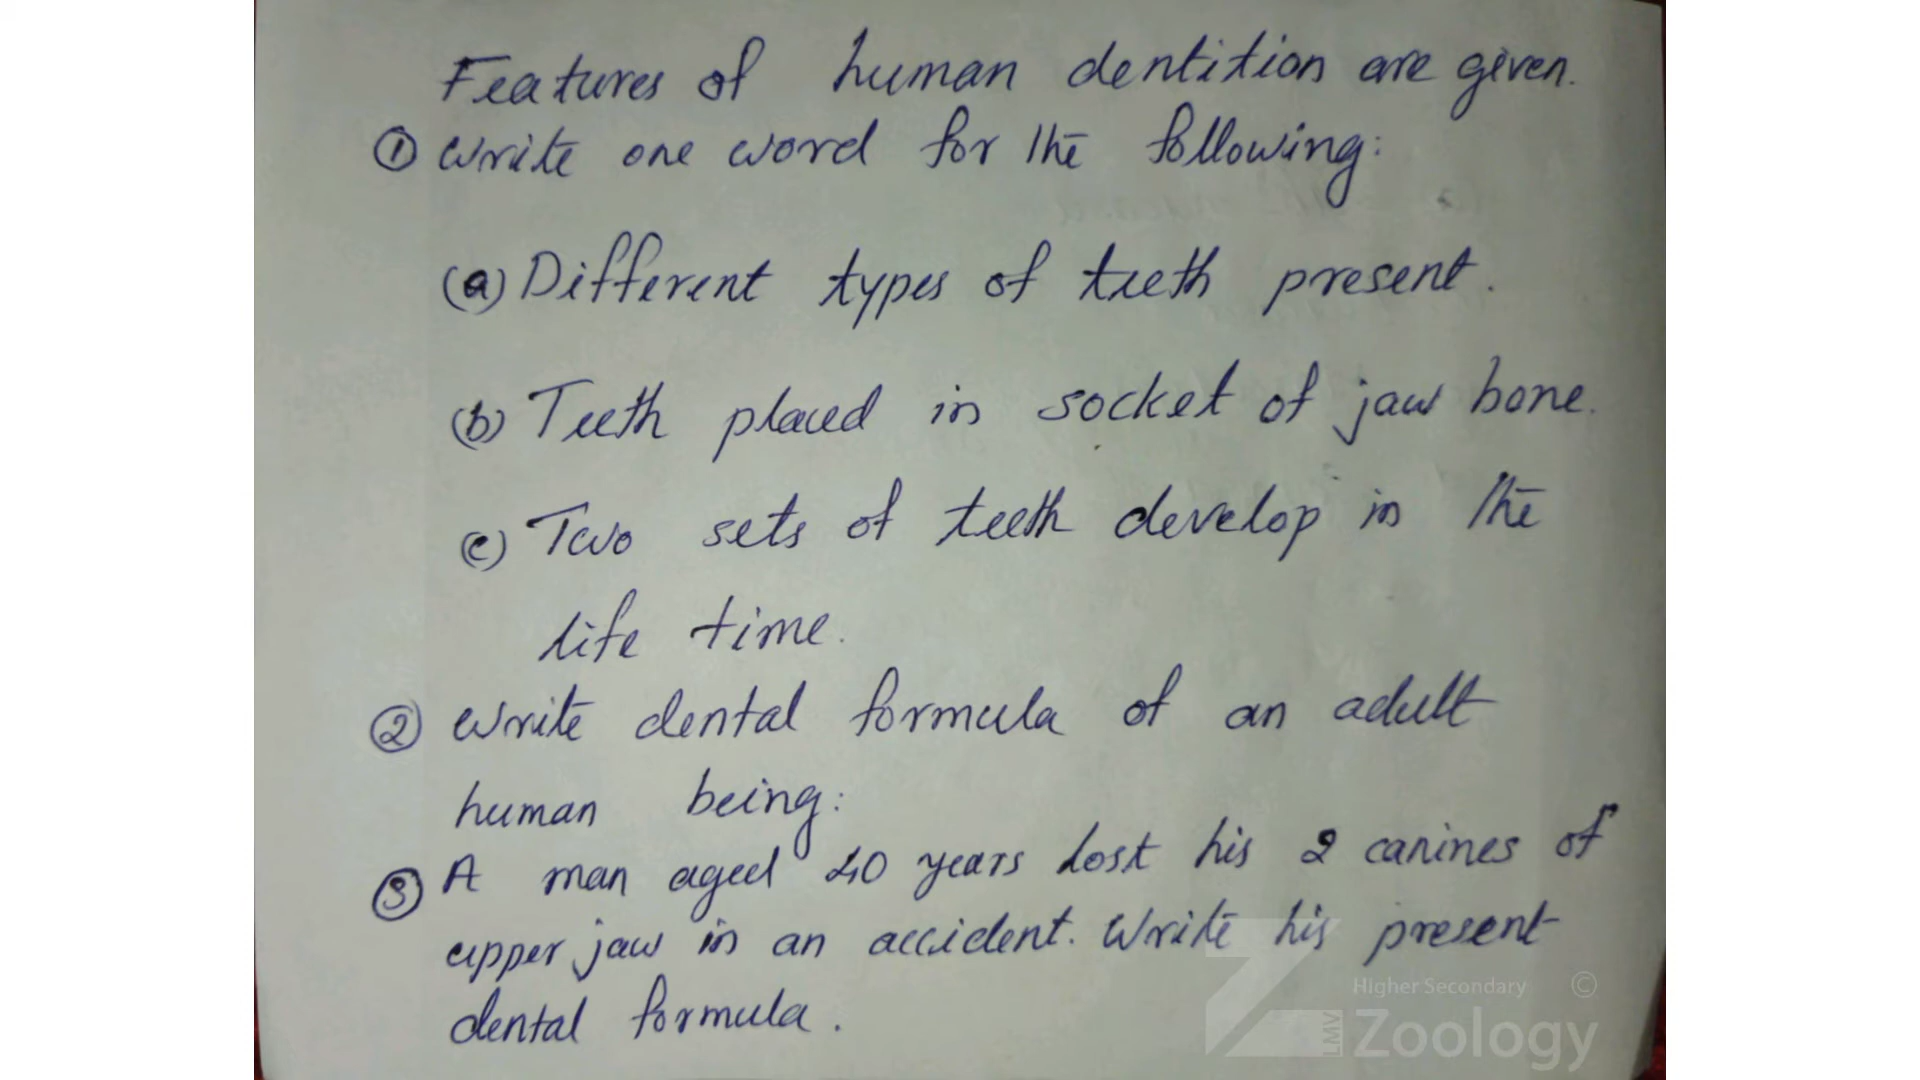 Features of human dentition are given.
① Write one word for the following:
(a) Different types of teeth present.
(b) Teeth placed in socket of jaw bone.
(c) Two sets of teeth develop in the
life time.
② Write dental formula of an adult
human being:
③ A man aged 40 years lost his 2 canines of
upper jaw in an accident. Write his present
dental formula.
Higher Secondary ©
LMV Zoology